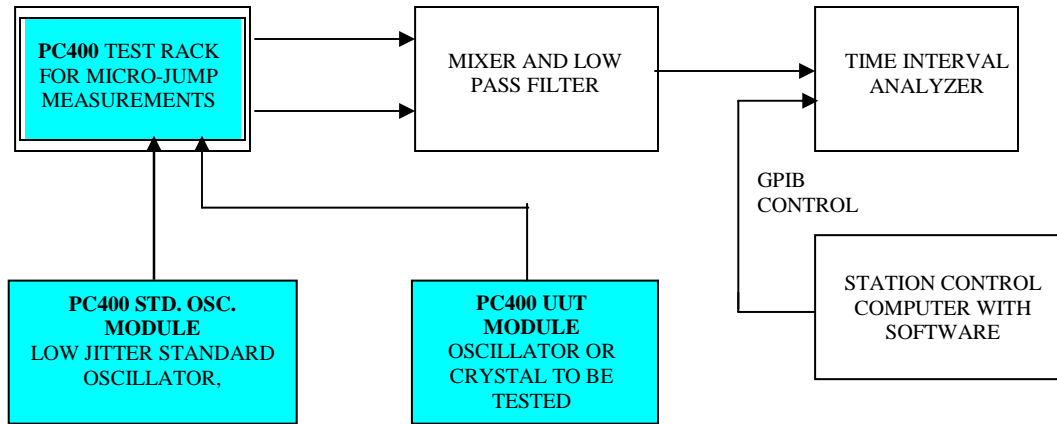 PC400 TEST RACK
FOR MICRO-JUMP
MEASUREMENTS
MIXER AND LOW
PASS FILTER
TIME INTERVAL
ANALYZER
GPIB
CONTROL
PC400 STD. OSC.
MODULE
LOW JITTER STANDARD
OSCILLATOR,
PC400 UUT
MODULE
OSCILLATOR OR
CRYSTAL TO BE
TESTED
STATION CONTROL
COMPUTER WITH
SOFTWARE